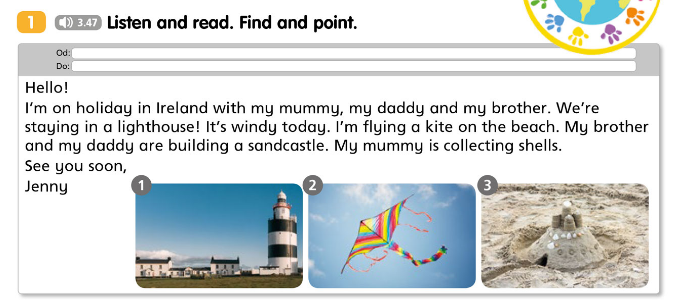 1 3.47 Listen and read. Find and point.
Od:
Do:
Hello!
I'm on holiday in Ireland with my mummy, my daddy and my brother. We're
staying in a lighthouse! It's windy today. I'm flying a kite on the beach. My brother
and my daddy are building a sandcastle. My mummy is collecting shells.
See you soon,
Jenny
1
2
3